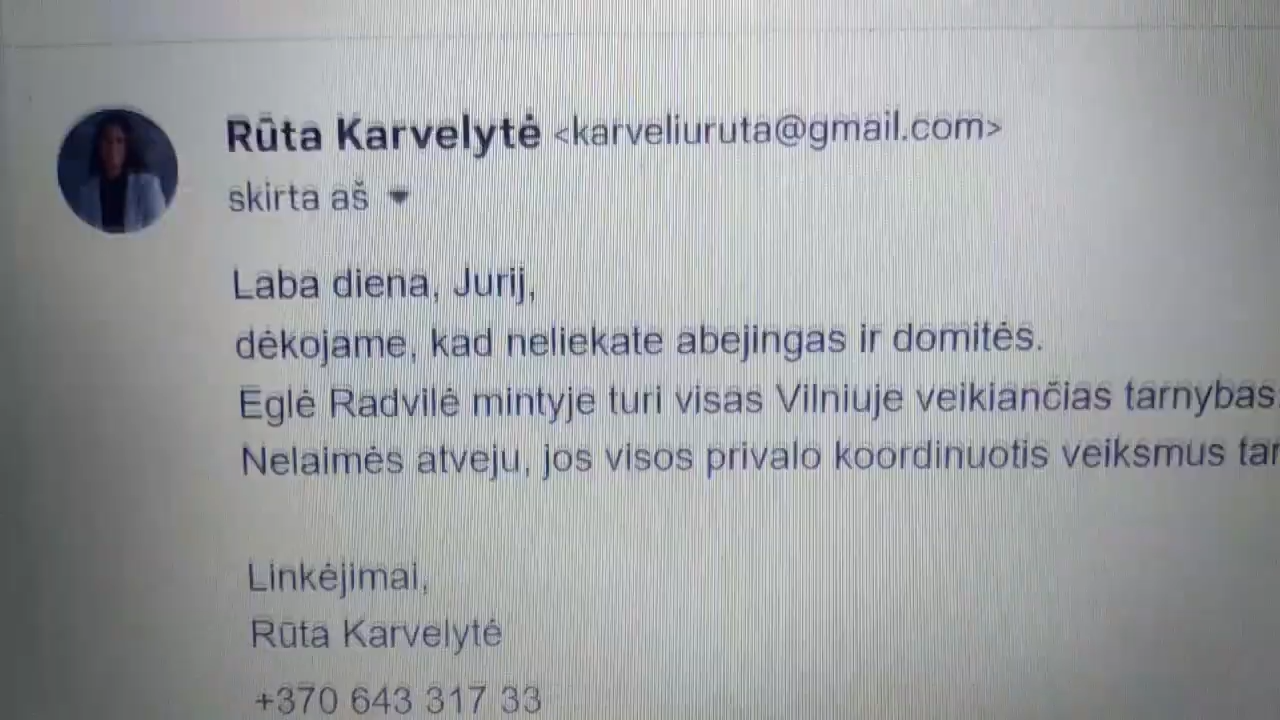 Rūta Karvelytė <karveliuruta@gmail.com>
skirta aš
Laba diena, Jurij,
dėkojame, kad neliekate abejingas ir domitės.
Eglė Radvilė mintyje turi visas Vilniuje veikiančias tarnybas
Nelaimės atveju, jos visos privalo koordinuotis veiksmus tar
Linkėjimai,
Rūta Karvelytė
+370 643 317 33